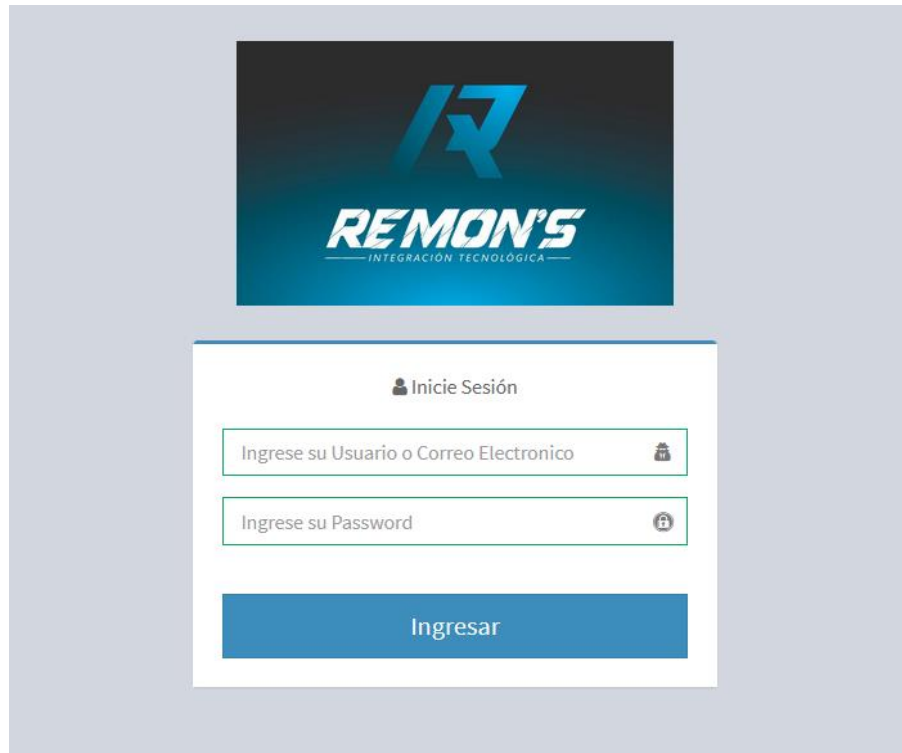 REMON'S
INTEGRACIÓN TECNOLÓGICA
Inicie Sesión
Ingrese su Usuario o Correo Electronico
Ingrese su Password
Ingresar